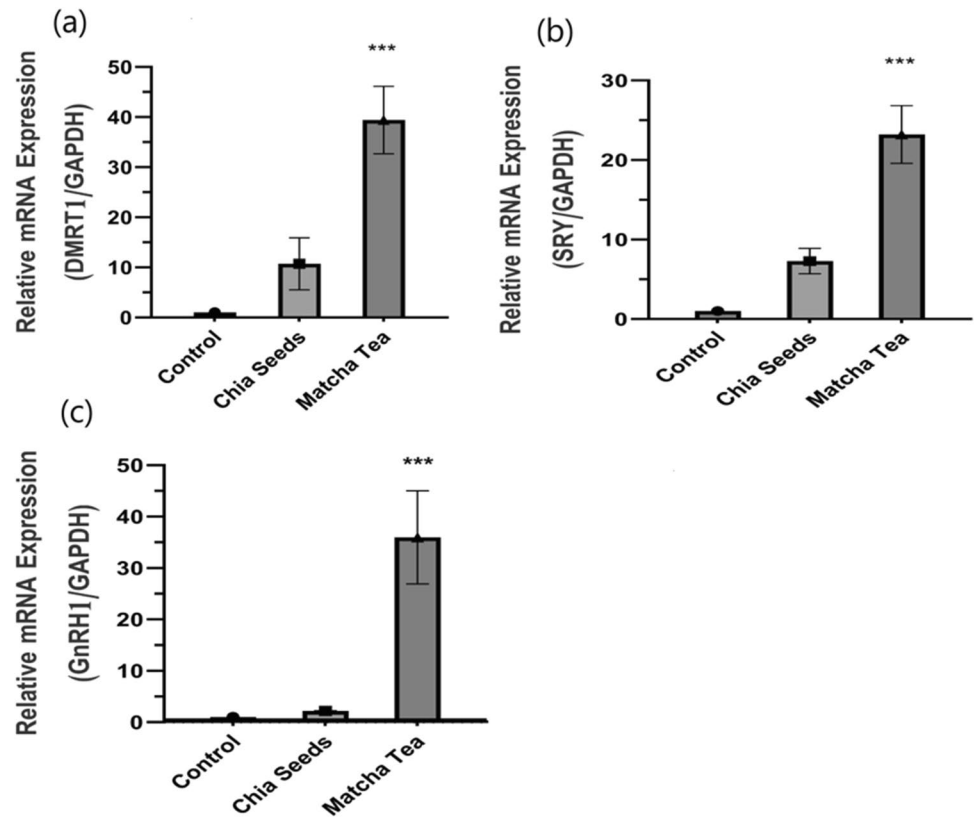 (a)
Relative mRNA Expression
(DMRT1/GAPDH)
***
50
40
30
20
10
0
Control
Chia Seeds
Matcha Tea
(b)
Relative mRNA Expression
(SRY/GAPDH)
***
30
20
10
0
Control
Chia Seeds
Matcha Tea
(c)
Relative mRNA Expression
(GnRH1/GAPDH)
***
50
40
30
20
10
0
Control
Chia Seeds
Matcha Tea